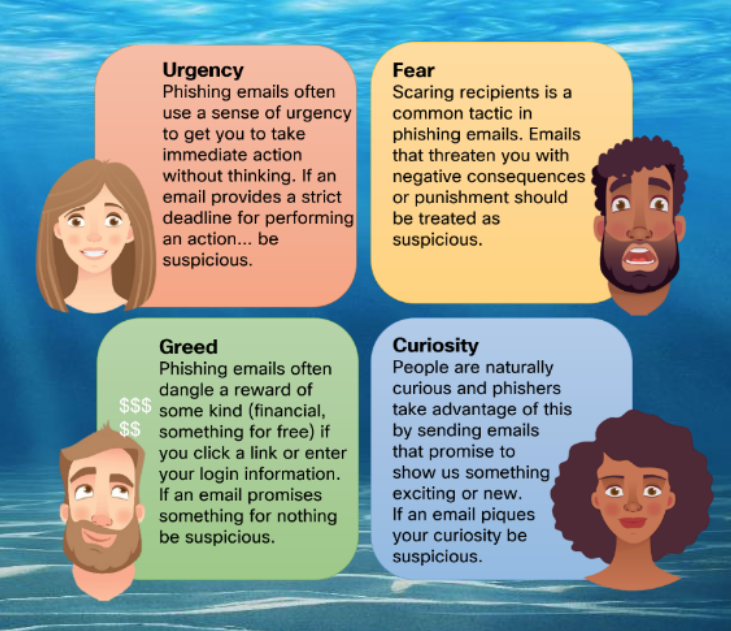 Urgency
Phishing emails often
use a sense of urgency
to get you to take
immediate action
without thinking. If an
email provides a strict
deadline for performing
an action... be
suspicious.
Fear
Scaring recipients is a
common tactic in
phishing emails. Emails
that threaten you with
negative consequences
or punishment should
be treated as
suspicious.
Greed
Phishing emails often
dangle a reward of
some kind (financial,
something for free) if
you click a link or enter
your login information.
If an email promises
something for nothing
be suspicious.
$$$
$$
Curiosity
People are naturally
curious and phishers
take advantage of this
by sending emails
that promise to
show us something
exciting or new.
If an email piques
your curiosity be
suspicious.